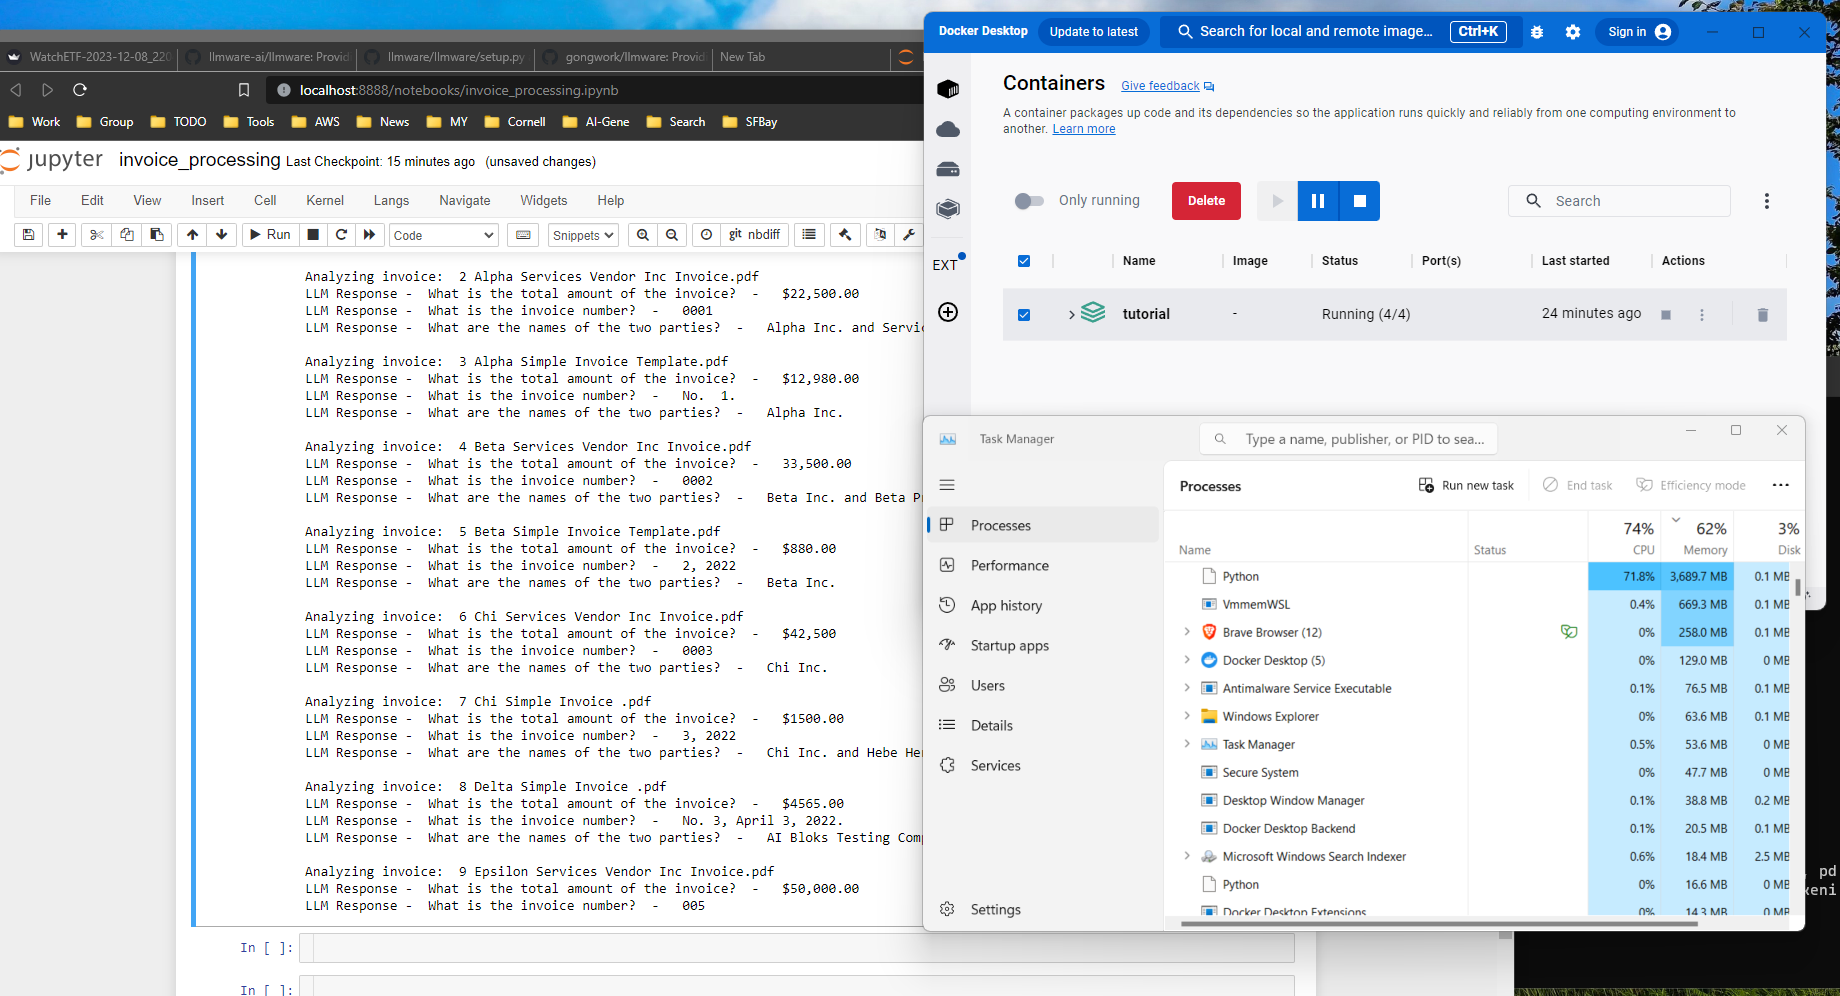 WatchETF-2023-12-08_220
llmware-ai/llmware: Provid
llmware/llmware/setup.py
gongwork/llmware: Provid
New Tab
localhost:8888/notebooks/invoice_processing.ipynb
Work
Group
TODO
Tools
AWS
News
MY
Cornell
AI-Gene
Search
SFBay
jupyter invoice_processing Last Checkpoint: 15 minutes ago (unsaved changes)
File Edit View Insert Cell Kernel Langs Navigate Widgets Help
Run Code Snippets git nbdiff
Analyzing invoice: 2 Alpha Services Vendor Inc Invoice.pdf
LLM Response - What is the total amount of the invoice? - $22,500.00
LLM Response - What is the invoice number? - 0001
LLM Response - What are the names of the two parties? - Alpha Inc. and Servic
Analyzing invoice: 3 Alpha Simple Invoice Template.pdf
LLM Response - What is the total amount of the invoice? - $12,980.00
LLM Response - What is the invoice number? - No. 1.
LLM Response - What are the names of the two parties? - Alpha Inc.
Analyzing invoice: 4 Beta Services Vendor Inc Invoice.pdf
LLM Response - What is the total amount of the invoice? - 33,500.00
LLM Response - What is the invoice number? - 0002
LLM Response - What are the names of the two parties? - Beta Inc. and Beta P
Analyzing invoice: 5 Beta Simple Invoice Template.pdf
LLM Response - What is the total amount of the invoice? - $880.00
LLM Response - What is the invoice number? - 2, 2022
LLM Response - What are the names of the two parties? - Beta Inc.
Analyzing invoice: 6 Chi Services Vendor Inc Invoice.pdf
LLM Response - What is the total amount of the invoice? - $42,500
LLM Response - What is the invoice number? - 0003
LLM Response - What are the names of the two parties? - Chi Inc.
Analyzing invoice: 7 Chi Simple Invoice .pdf
LLM Response - What is the total amount of the invoice? - $1500.00
LLM Response - What is the invoice number? - 3, 2022
LLM Response - What are the names of the two parties? - Chi Inc. and Hebe He
Analyzing invoice: 8 Delta Simple Invoice .pdf
LLM Response - What is the total amount of the invoice? - $4565.00
LLM Response - What is the invoice number? - No. 3, April 3, 2022.
LLM Response - What are the names of the two parties? - AI Bloks Testing Comp
Analyzing invoice: 9 Epsilon Services Vendor Inc Invoice.pdf
LLM Response - What is the total amount of the invoice? - $50,000.00
LLM Response - What is the invoice number? - 005
In [ ]:
In [ ]:
Docker Desktop Update to latest Search for local and remote image... Ctrl+K Sign in
Containers Give feedback
A container packages up code and its dependencies so the application runs quickly and reliably from one computing environment to
another. Learn more
Only running Delete Search
EXT
Name Image Status Port(s) Last started Actions
tutorial - Running (4/4) 24 minutes ago
Task Manager Type a name, publisher, or PID to sea...
Processes
Performance
App history
Startup apps
Users
Details
Services
Settings
Processes Run new task End task Efficiency mode
74% 62% 3%
Name Status CPU Memory Disk
Python 71.8% 3,689.7 MB 0.1 MB
VmmemWSL 0.4% 669.3 MB 0.1 MB
Brave Browser (12) 0% 258.0 MB 0.1 MB
Docker Desktop (5) 0% 129.0 MB 0 MB
Antimalware Service Executable 0.1% 76.5 MB 0.1 MB
Windows Explorer 0% 63.6 MB 0.1 MB
Task Manager 0.5% 53.6 MB 0 MB
Secure System 0% 47.7 MB 0 MB
Desktop Window Manager 0.1% 38.8 MB 0.2 MB
Docker Desktop Backend 0.1% 20.5 MB 0.1 MB
Microsoft Windows Search Indexer 0.6% 18.4 MB 2.5 MB
Python 0% 16.6 MB 0 MB
Docker Desktop Extensions 0% 14.3 MB 0 MB
pd
xeni